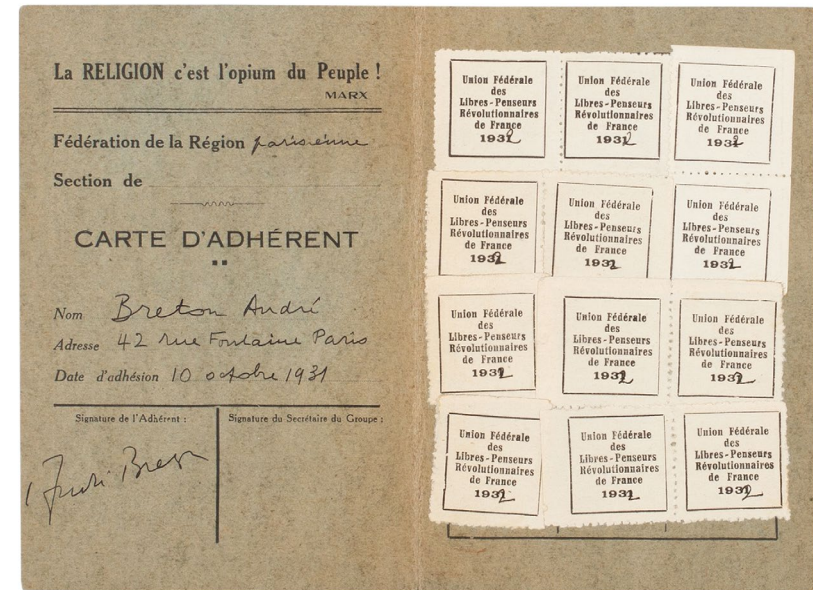 La RELIGION c'est l'opium du Peuple !
MARX
Fédération de la Région parisienne
Section de
CARTE D'ADHÉRENT
Nom Breton André
Adresse 42 rue Fontaine Paris
Date d'adhésion 10 octobre 1931
Signature de l'Adhérent :
Signature du Secrétaire du Groupe :
André Breton
Union Fédérale
des
Libres-Penseurs
Révolutionnaires
de France
1932
Union Fédérale
des
Libres-Penseurs
Révolutionnaires
de France
1932
Union Fédérale
des
Libres-Penseurs
Révolutionnaires
de France
1932
Union Fédérale
des
Libres-Penseurs
Révolutionnaires
de France
1932
Union Fédérale
des
Libres-Penseurs
Révolutionnaires
de France
1932
Union Fédérale
des
Libres-Penseurs
Révolutionnaires
de France
1932
Union Fédérale
des
Libres-Penseurs
Révolutionnaires
de France
1932
Union Fédérale
des
Libres-Penseurs
Révolutionnaires
de France
1932
Union Fédérale
des
Libres-Penseurs
Révolutionnaires
de France
1932
Union Fédérale
des
Libres-Penseurs
Révolutionnaires
de France
1932
Union Fédérale
des
Libres-Penseurs
Révolutionnaires
de France
1932
Union Fédérale
des
Libres-Penseurs
Révolutionnaires
de France
1932